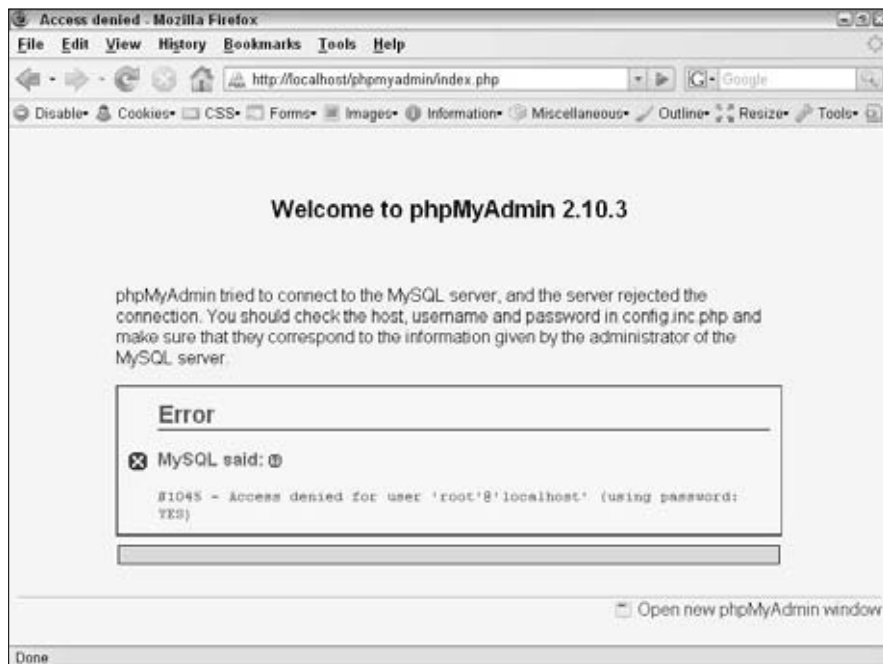 Access denied - Mozilla Firefox
File Edit View History Bookmarks Tools Help
http://localhost/phpmyadmin/index.php
G Google
Disable Cookies CSS Forms Images Information Miscellaneous Outline Resize Tools
Welcome to phpMyAdmin 2.10.3
phpMyAdmin tried to connect to the MySQL server, and the server rejected the
connection. You should check the host, username and password in config.inc.php and
make sure that they correspond to the information given by the administrator of the
MySQL server.
Error
MySQL said:
#1045 - Access denied for user 'root'@'localhost' (using password:
YES)
Open new phpMyAdmin window
Done